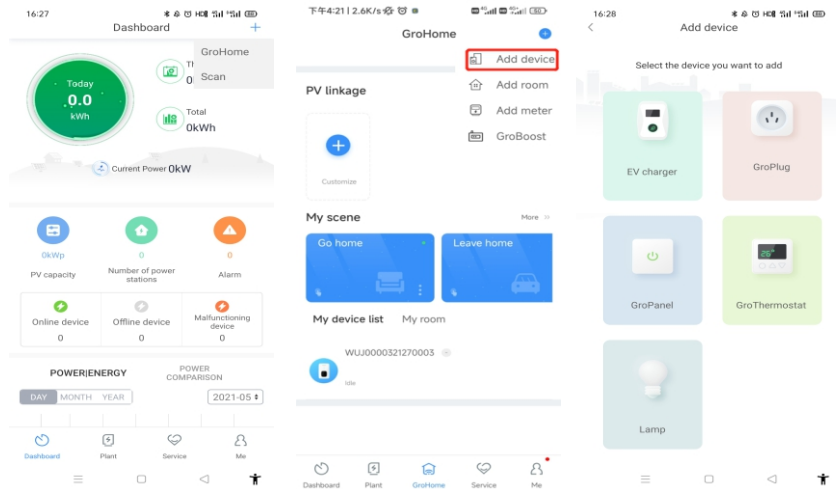 16:27
Dashboard
GroHome
Scan
Today
0.0
kWh
Total
0kWh
Current Power 0kW
0kWp
PV capacity
0
Number of power
stations
0
Alarm
Online device
0
Offline device
0
Malfunctioning
device
0
POWER|ENERGY
POWER
COMPARISON
DAY MONTH YEAR
2021-05
Dashboard
Plant
Service
Me
下午4:21 | 2.6K/s
GroHome
Add device
Add room
Add meter
GroBoost
PV linkage
Customize
My scene
More
Go home
Leave home
My device list
My room
WUJ0000321270003
Idle
Dashboard
Plant
GroHome
Service
Me
16:28
Add device
Select the device you want to add
EV charger
GroPlug
GroPanel
GroThermostat
Lamp